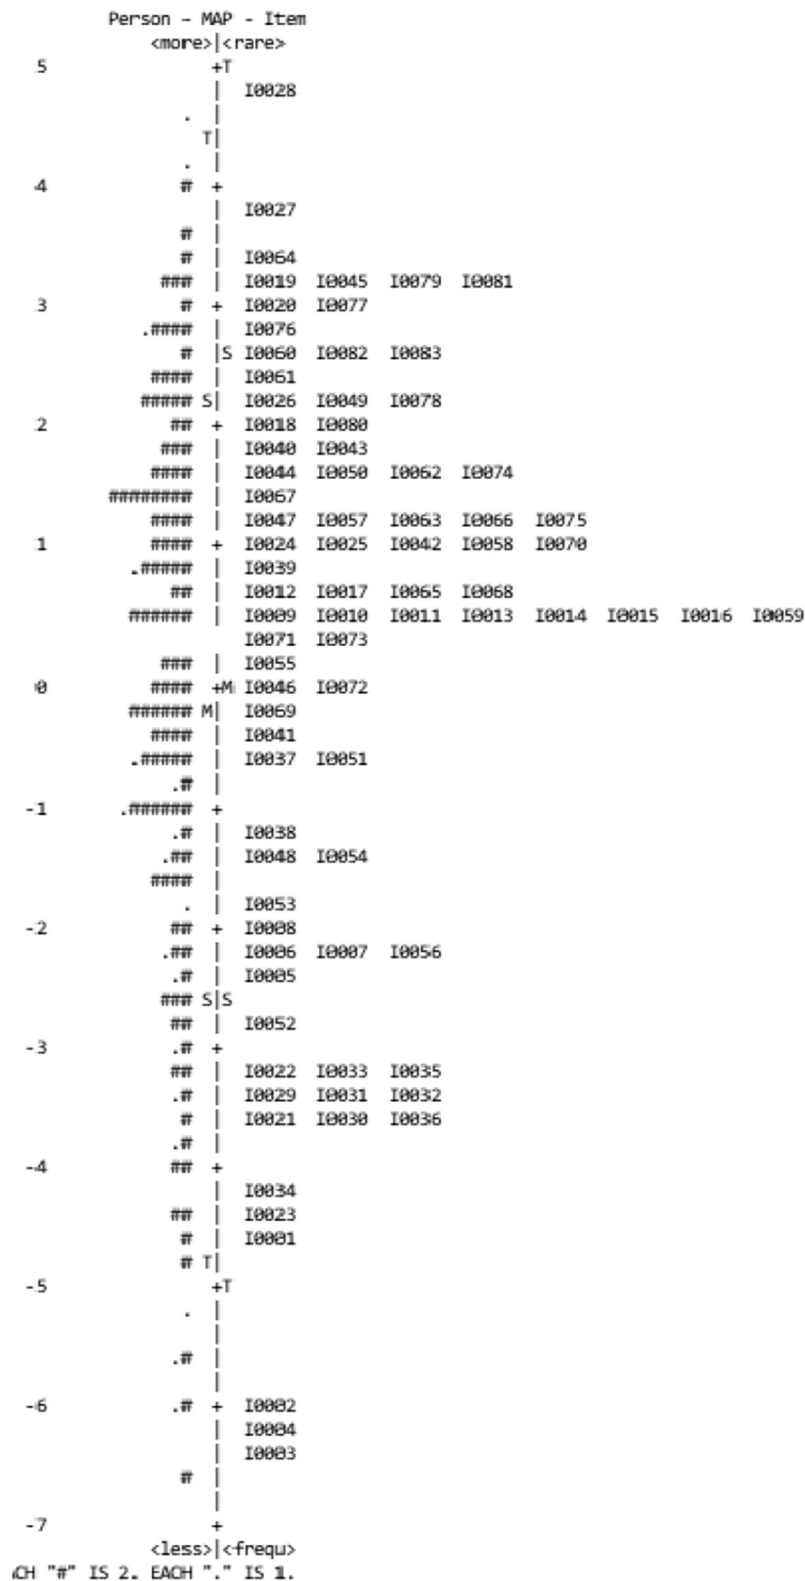 Person - MAP - Item
<more>|<rare>
5 +T
| I0028
. |
T|
. |
4 # +
| I0027
# |
# | I0064
### | I0019 I0045 I0079 I0081
3 # + I0020 I0077
.#### | I0076
# |S I0060 I0082 I0083
#### | I0061
##### S| I0026 I0049 I0078
2 ## + I0018 I0080
### | I0040 I0043
#### | I0044 I0050 I0062 I0074
######## | I0067
#### | I0047 I0057 I0063 I0066 I0075
1 #### + I0024 I0025 I0042 I0058 I0070
.##### | I0039
## | I0012 I0017 I0065 I0068
###### | I0009 I0010 I0011 I0013 I0014 I0015 I0016 I0059
I0071 I0073
### | I0055
0 #### +M I0046 I0072
###### M| I0069
#### | I0041
.##### | I0037 I0051
.# |
-1 .###### +
.# | I0038
.## | I0048 I0054
#### |
. | I0053
-2 ## + I0008
.## | I0006 I0007 I0056
.# | I0005
### S|S
## | I0052
-3 .# +
## | I0022 I0033 I0035
.# | I0029 I0031 I0032
# | I0021 I0030 I0036
.# |
-4 ## +
| I0034
## | I0023
# | I0001
# T|
-5 +T
. |
|
.# |
|
-6 .# + I0002
| I0004
| I0003
# |
|
-7 +
<less>|<frequ>
CH "#" IS 2. EACH "." IS 1.